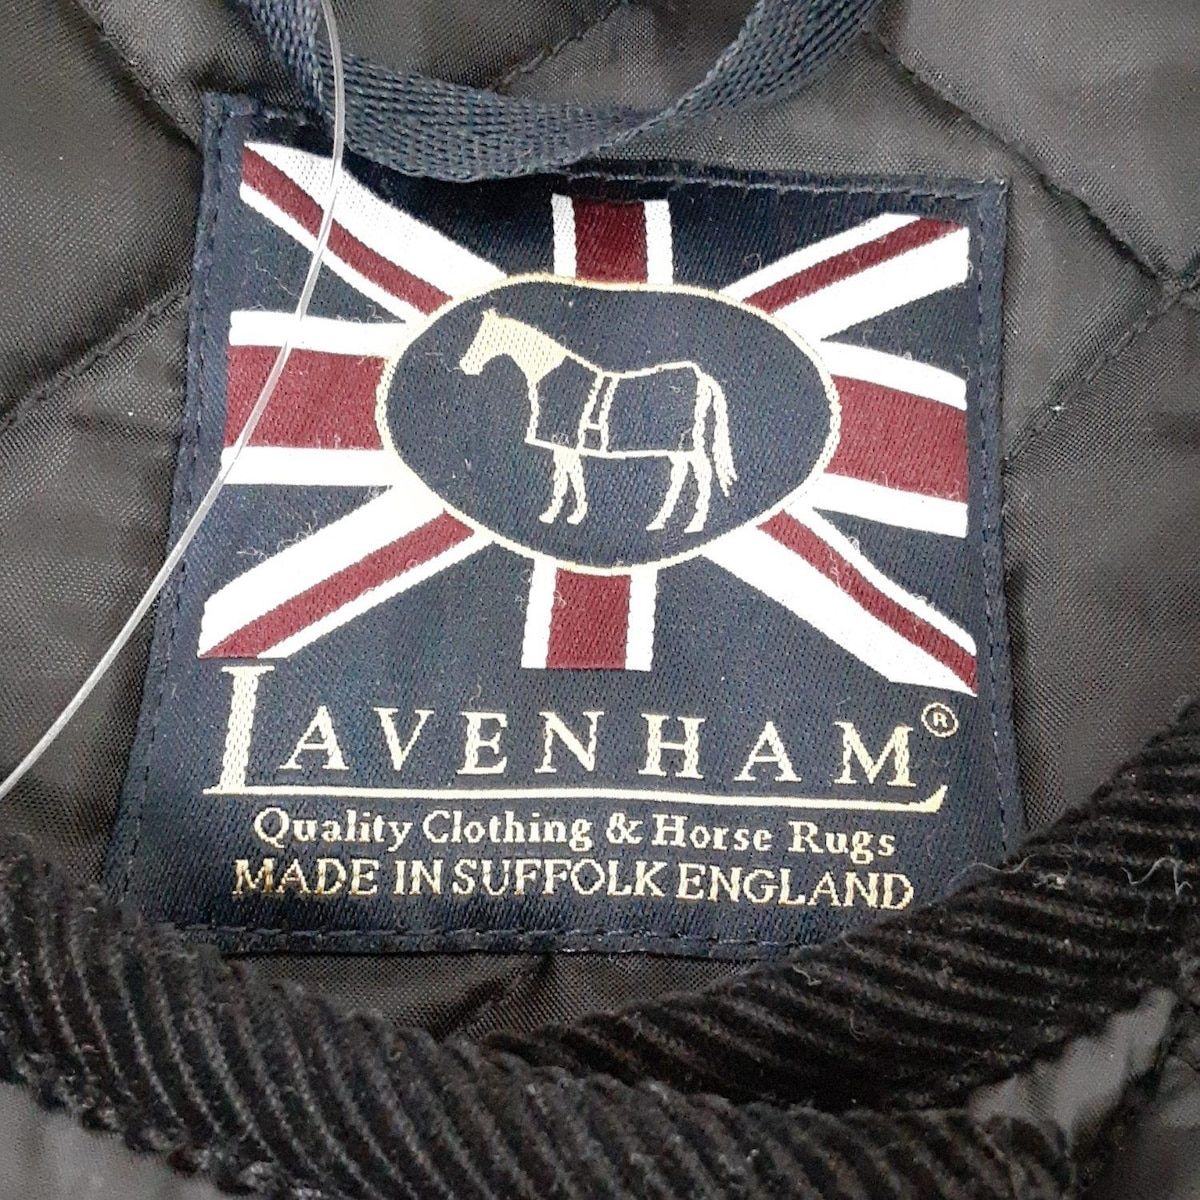 LAVENHAM®
Quality Clothing & Horse Rugs
MADE IN SUFFOLK ENGLAND